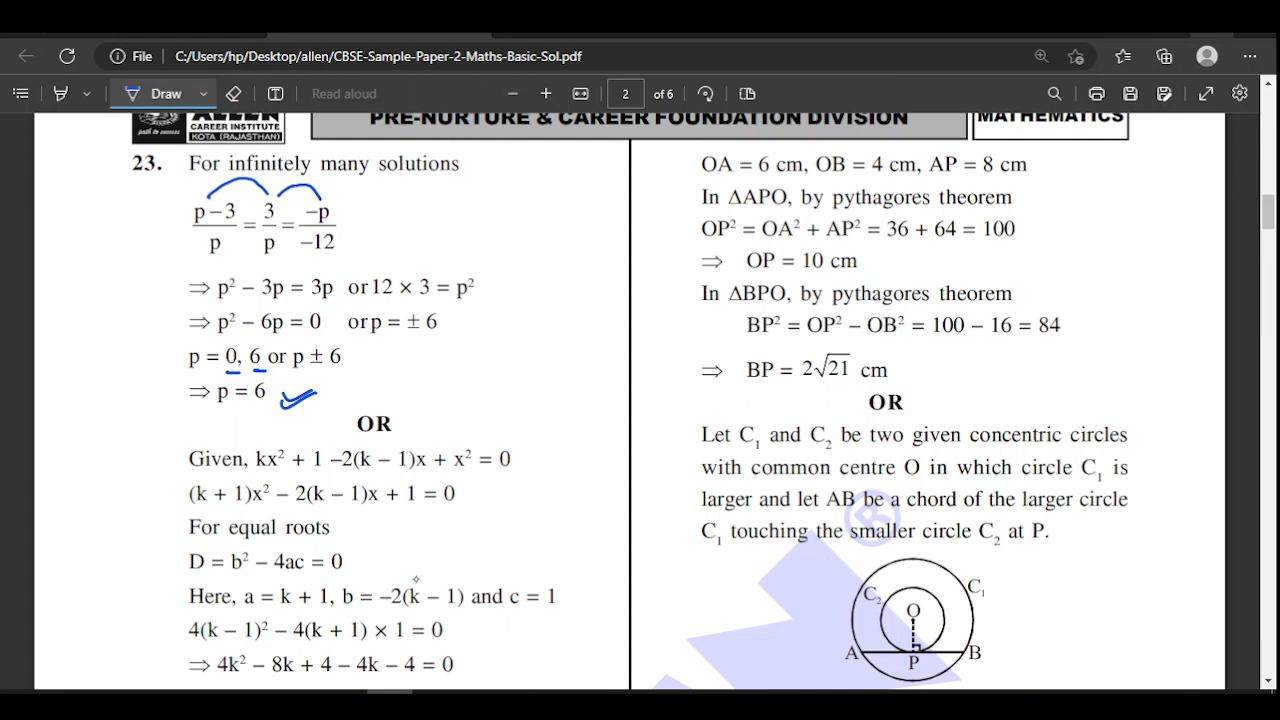 File C:/Users/hp/Desktop/allen/CBSE-Sample-Paper-2-Maths-Basic-Sol.pdf
Draw Read aloud 2 of 6
path to success
CAREER INSTITUTE
KOTA (RAJASTHAN)
PRE-NURTURE & CAREER FOUNDATION DIVISION
MATHEMATICS
23. For infinitely many solutions
(p − 3)/p = 3/p = −p/−12
⇒ p² − 3p = 3p or 12 × 3 = p²
⇒ p² − 6p = 0 or p = ± 6
p = 0, 6 or p ± 6
⇒ p = 6
OR
Given, kx² + 1 –2(k − 1)x + x² = 0
(k + 1)x² − 2(k − 1)x + 1 = 0
For equal roots
D = b² − 4ac = 0
Here, a = k + 1, b = –2(k − 1) and c = 1
4(k − 1)² − 4(k + 1) × 1 = 0
⇒ 4k² − 8k + 4 − 4k − 4 = 0
OA = 6 cm, OB = 4 cm, AP = 8 cm
In ΔAPO, by pythagores theorem
OP² = OA² + AP² = 36 + 64 = 100
⇒ OP = 10 cm
In ΔBPO, by pythagores theorem
BP² = OP² − OB² = 100 − 16 = 84
⇒ BP = 2√21 cm
OR
Let C₁ and C₂ be two given concentric circles
with common centre O in which circle C₁ is
larger and let AB be a chord of the larger circle
C₁ touching the smaller circle C₂ at P.
®
C₁
C₂
O
A P B